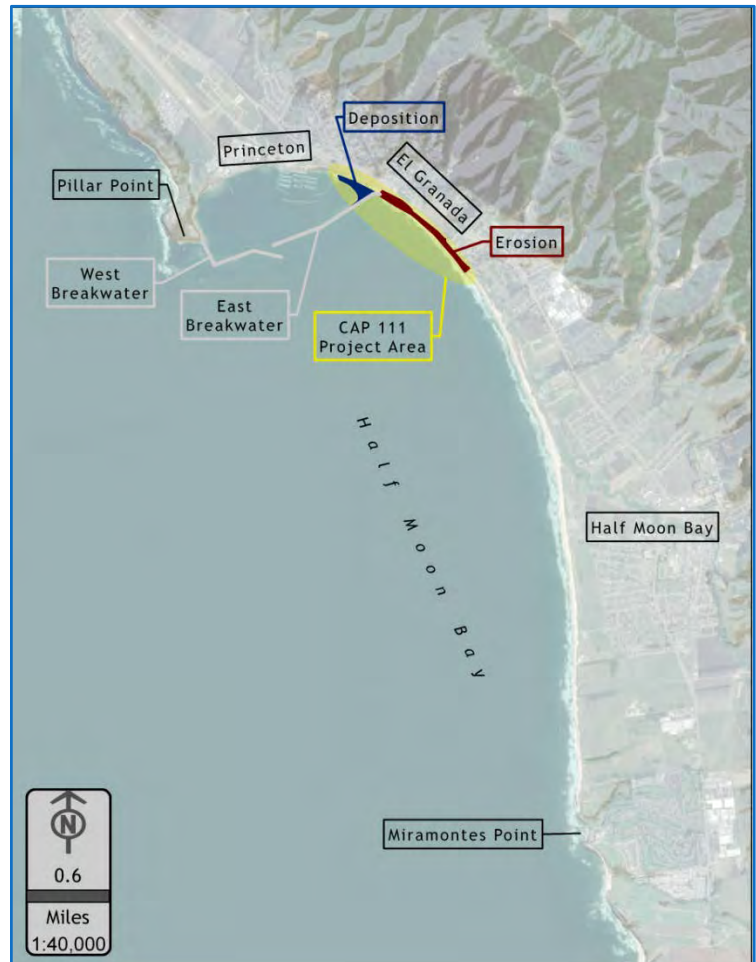 Deposition
Princeton
El Granada
Pillar Point
Erosion
West
Breakwater
East
Breakwater
CAP 111
Project Area
Half Moon Bay
Half Moon Bay
Miramontes Point
N
0.6
Miles
1:40,000